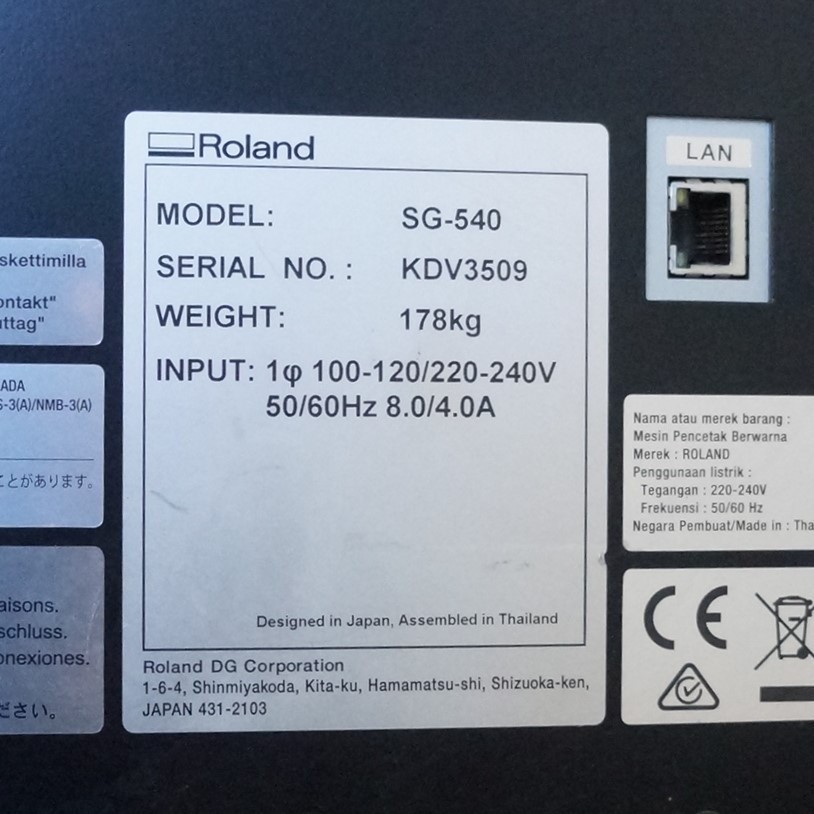 Roland
MODEL: SG-540
SERIAL NO. : KDV3509
WEIGHT: 178kg
INPUT: 1φ 100-120/220-240V
50/60Hz 8.0/4.0A
Designed in Japan, Assembled in Thailand
Roland DG Corporation
1-6-4, Shinmiyakoda, Kita-ku, Hamamatsu-shi, Shizuoka-ken,
JAPAN 431-2103
LAN
Nama atau merek barang :
Mesin Pencetak Berwarna
Merek : ROLAND
Penggunaan listrik :
Tegangan : 220-240V
Frekuensi : 50/60 Hz
Negara Pembuat/Made in : Tha
CE
skettimilla
ontakt"
uttag"
ADA
S-3(A)/NMB-3(A)
ことがあります。
aisons.
schluss.
onexiones.
ださい。